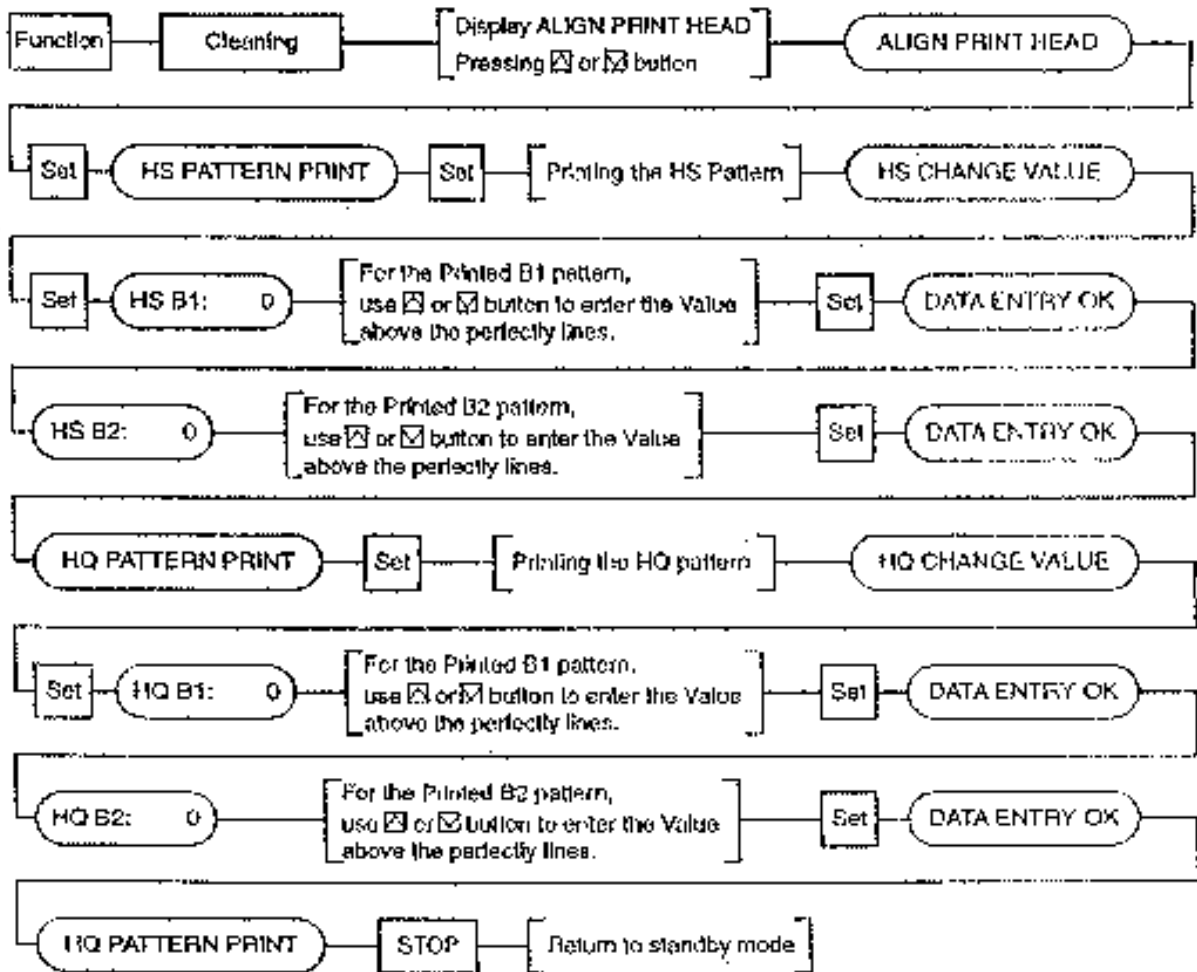 Function Cleaning Display ALIGN PRINT HEAD ALIGN PRINT HEAD
Pressing or button
Set HS PATTERN PRINT Set Printing the HS Pattern HS CHANGE VALUE
For the Printed B1 pattern,
Set HS B1: 0 use or button to enter the Value Set DATA ENTRY OK
above the perfectly lines.
For the Printed B2 pattern,
HS B2: 0 use or button to enter the Value Set DATA ENTRY OK
above the perfectly lines.
HQ PATTERN PRINT Set Printing the HQ pattern HQ CHANGE VALUE
For the Printed B1 pattern,
Set HQ B1: 0 use or button to enter the Value Set DATA ENTRY OK
above the perfectly lines.
For the Printed B2 pattern,
HQ B2: 0 use or button to enter the Value Set DATA ENTRY OK
above the perfectly lines.
HQ PATTERN PRINT STOP Return to standby mode